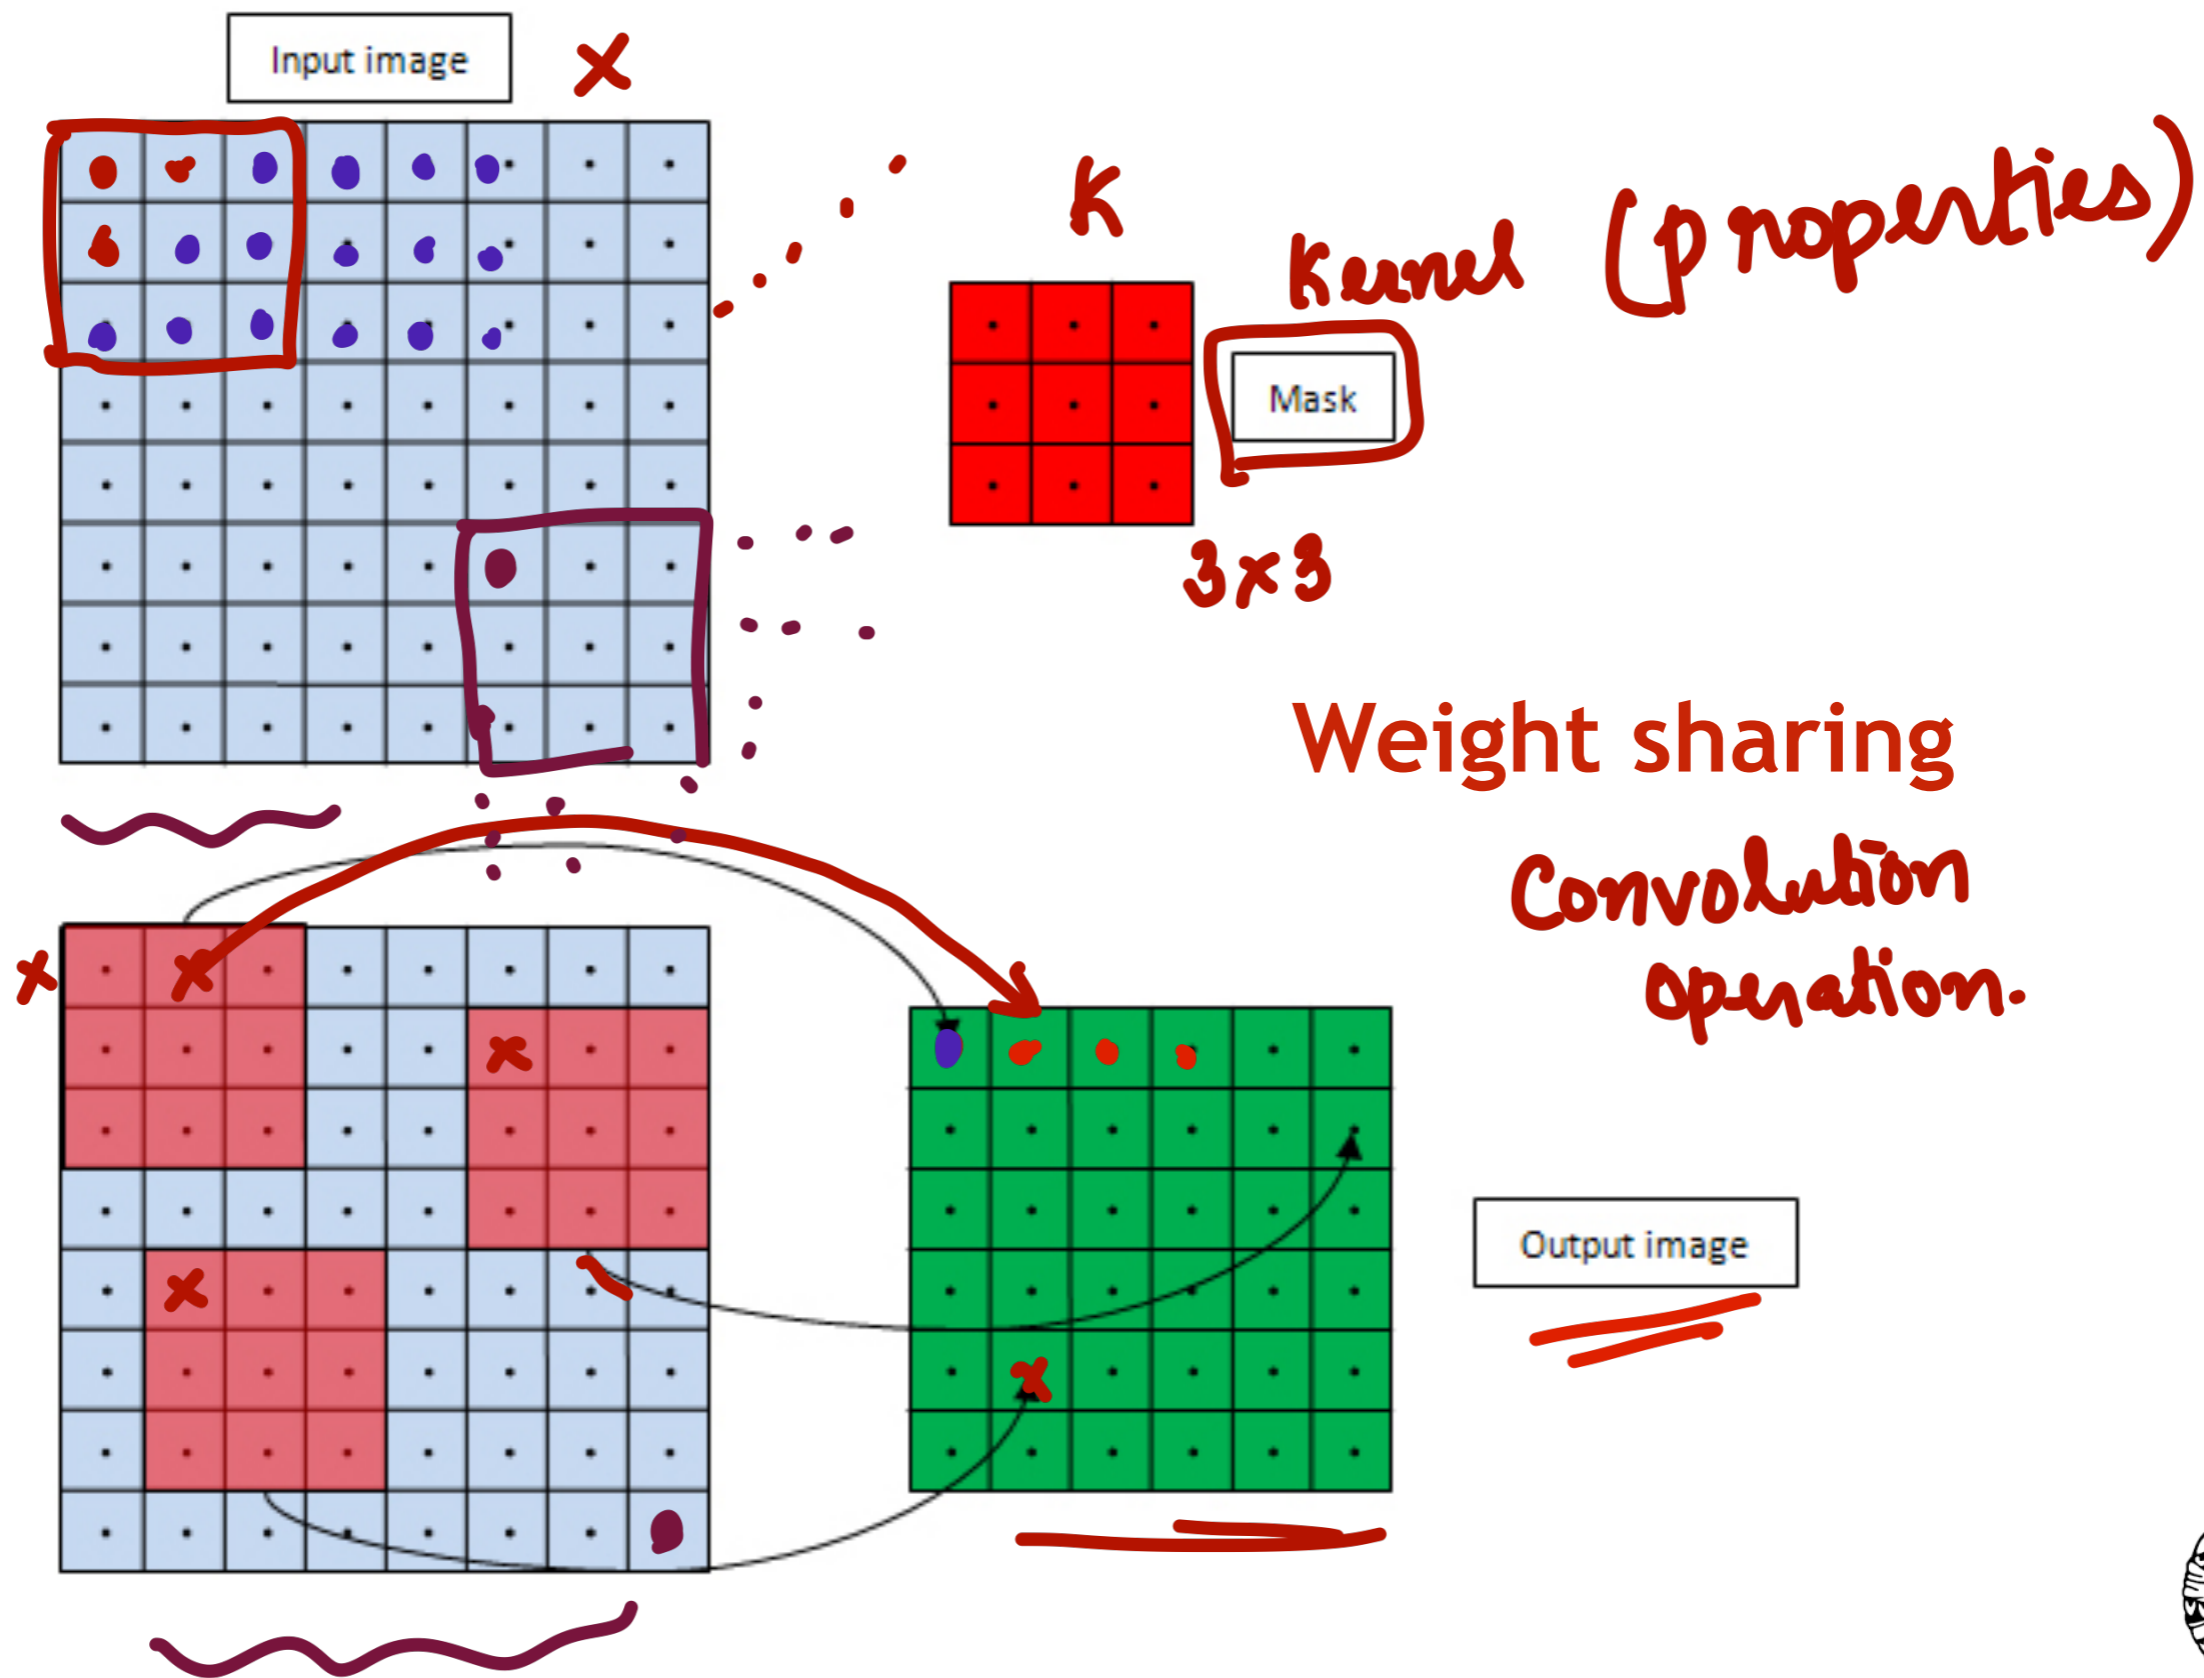 Input image
X
K
Kernel (properties)
Mask
3x3
Weight sharing
Convolution
operation.
Output image